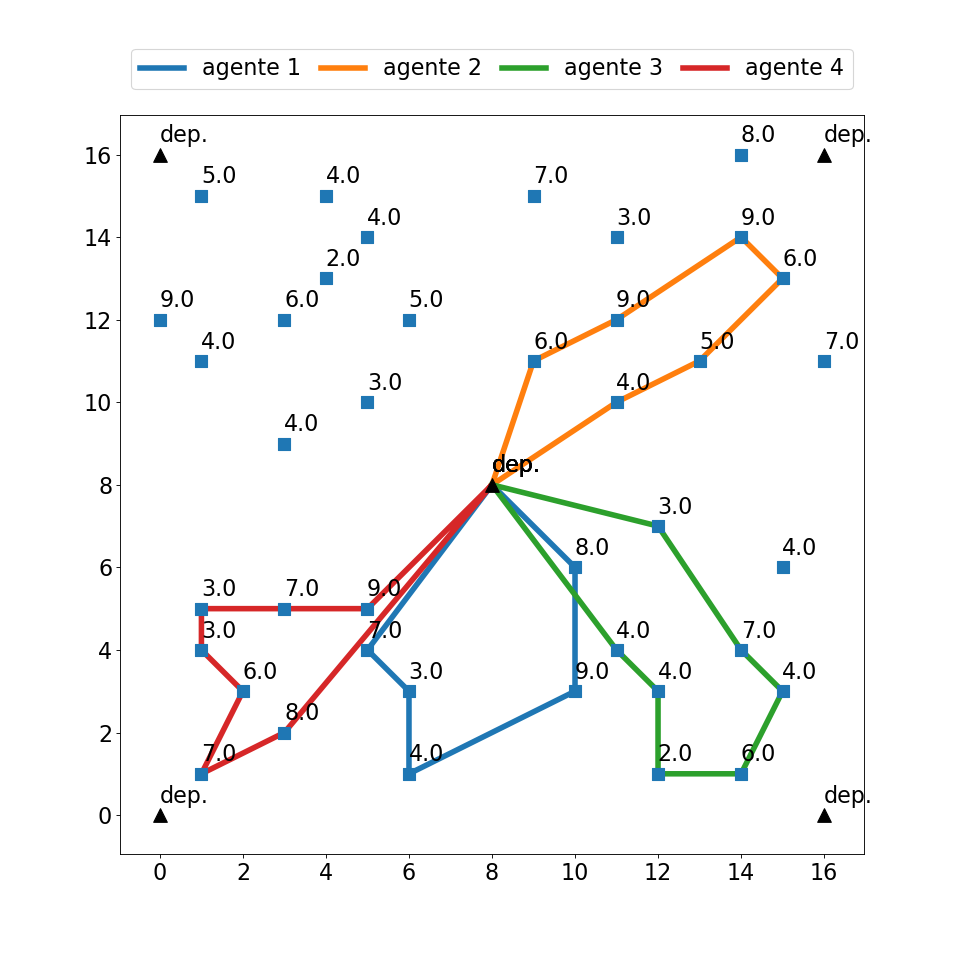 agente 1 agente 2 agente 3 agente 4
dep. 8.0 dep.
16
5.0 4.0 7.0
4.0 3.0 9.0
14
2.0 6.0
9.0 6.0 5.0 9.0
12
4.0 6.0 5.0 7.0
3.0 4.0
10
4.0
dep. dep.
8
3.0
8.0 4.0
6
3.0 7.0 9.0
3.0 7.0 4.0 7.0
4
6.0 3.0 9.0 4.0 4.0
8.0
2
7.0 4.0 2.0 6.0
dep. dep.
0
0 2 4 6 8 10 12 14 16